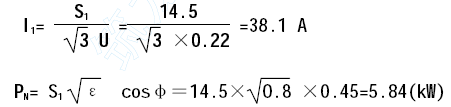 I₁= S₁ / √3 U = 14.5 / √3 ×0.22 =38.1 A
Pɴ= S₁√ε cosφ=14.5×√0.8 ×0.45=5.84(kW)